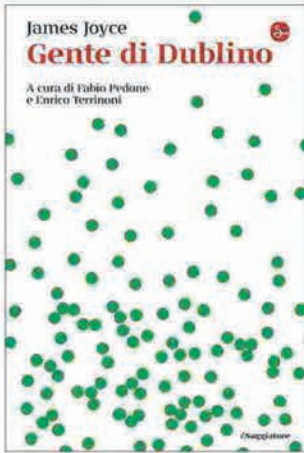 James Joyce
Gente di Dublino
A cura di Fabio Pedone
e Enrico Terrinoni
ilSaggiatore